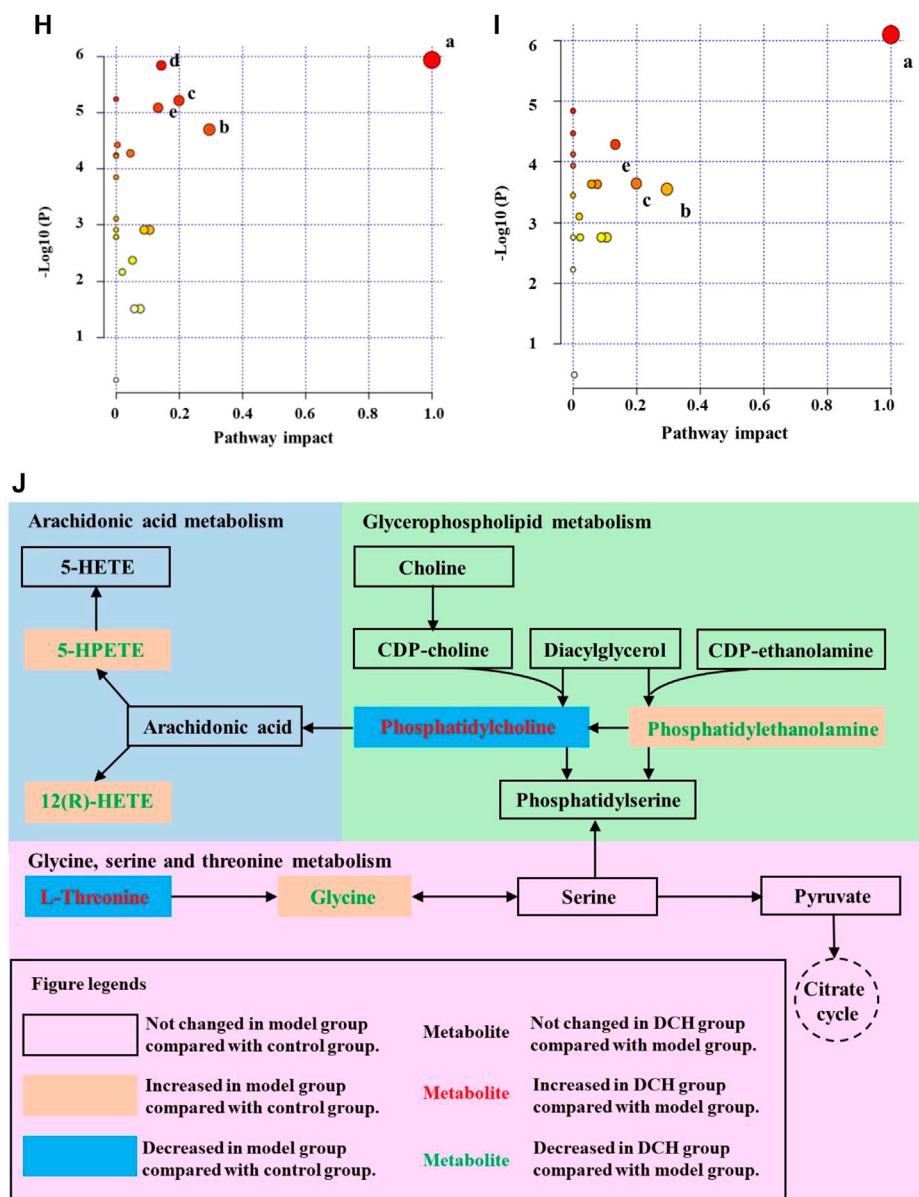 H
6
5
4
3
2
1
-Log10 (P)
a
d
c
e
b
0
0.2
0.4
0.6
0.8
1.0
Pathway impact
I
6
5
4
3
2
1
-Log10 (P)
a
e
c
b
0
0.2
0.4
0.6
0.8
1.0
Pathway impact
J
Arachidonic acid metabolism
5-HETE
5-HPETE
Arachidonic acid
12(R)-HETE
Glycerophospholipid metabolism
Choline
CDP-choline
Diacylglycerol
CDP-ethanolamine
Phosphatidylcholine
Phosphatidylethanolamine
Phosphatidylserine
Glycine, serine and threonine metabolism
L-Threonine
Glycine
Serine
Pyruvate
Citrate
cycle
Figure legends
Not changed in model group
compared with control group.
Metabolite
Not changed in DCH group
compared with model group.
Increased in model group
compared with control group.
Metabolite
Increased in DCH group
compared with model group.
Decreased in model group
compared with control group.
Metabolite
Decreased in DCH group
compared with model group.